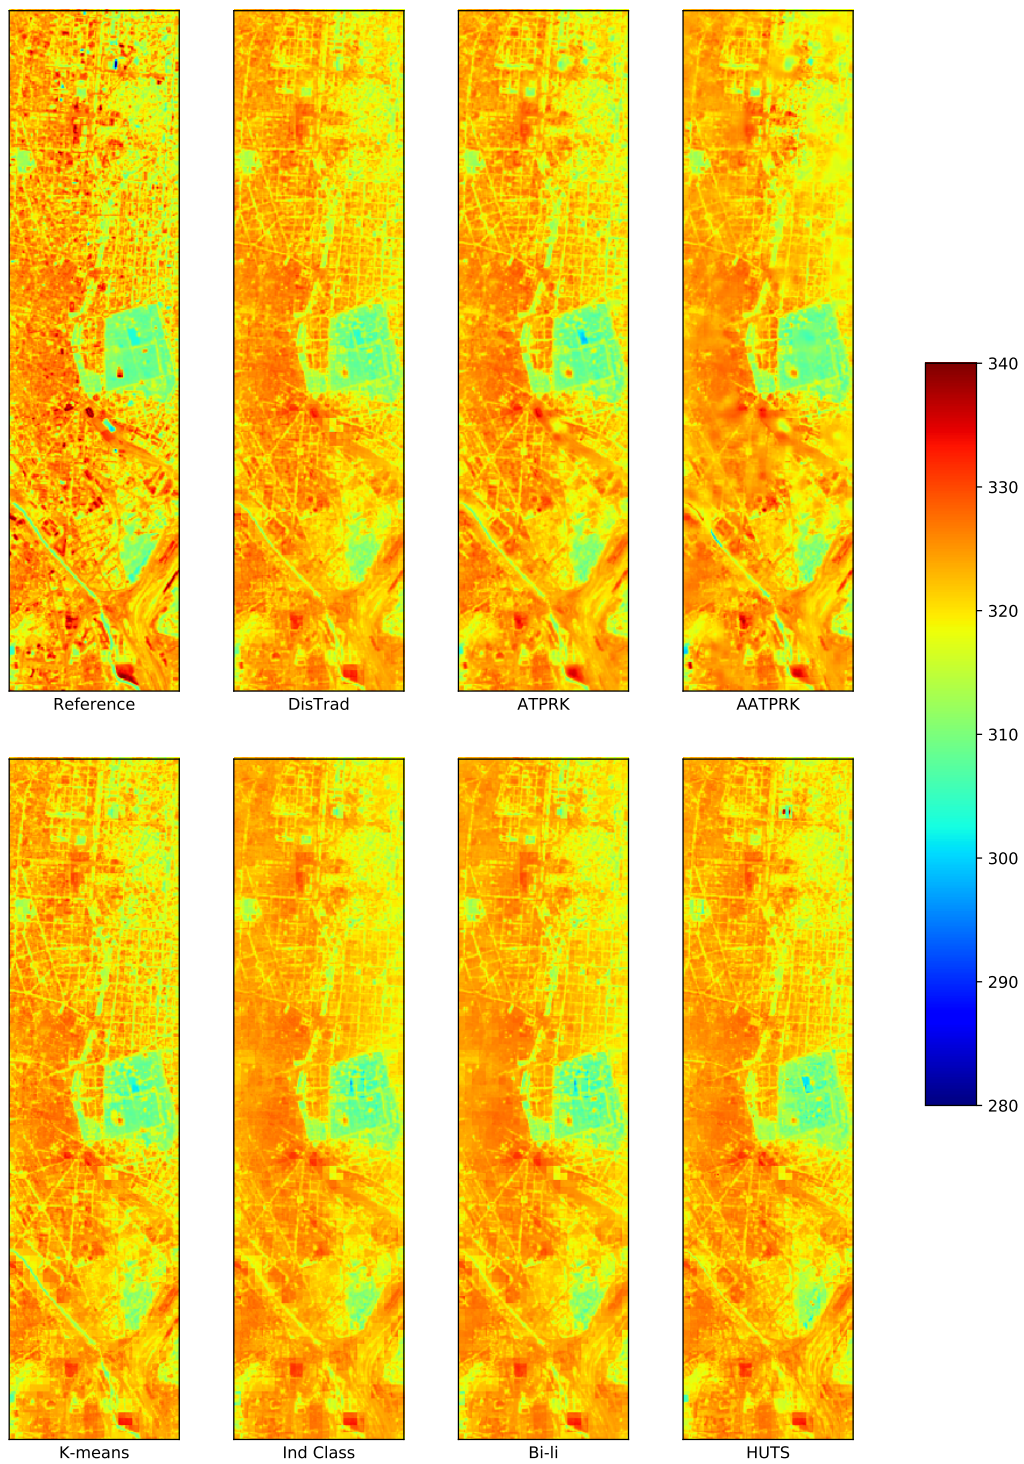 Reference
DisTrad
ATPRK
AATPRK
340
330
320
310
300
290
280
K-means
Ind Class
Bi-li
HUTS